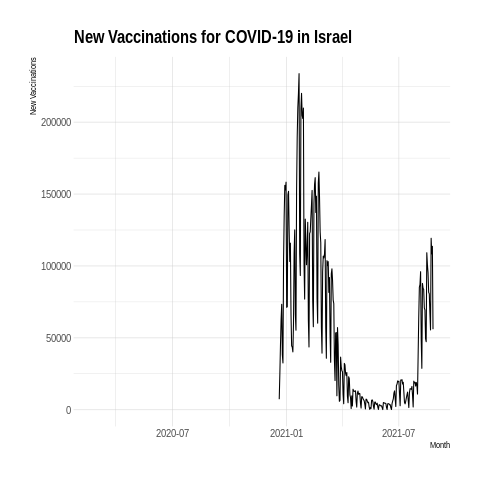 New Vaccinations for COVID-19 in Israel
New Vaccinations
200000
150000
100000
50000
0
2020-07
2021-01
2021-07
Month